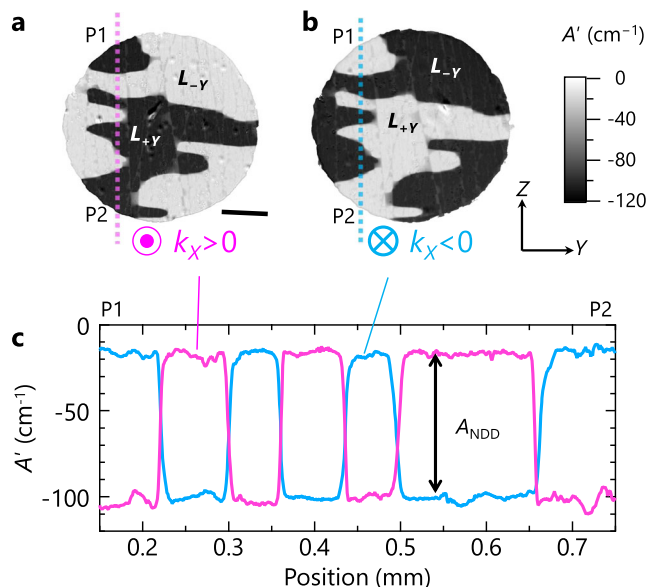 a
b
A′ (cm⁻¹)
P1
P1
0
-40
-80
-120
L₋Y
L₊Y
L₋Y
L₊Y
P2
P2
kX>0
kX<0
Z
Y
c
P1
P2
0
-50
-100
A′ (cm⁻¹)
ANDD
0.2
0.3
0.4
0.5
0.6
0.7
Position (mm)